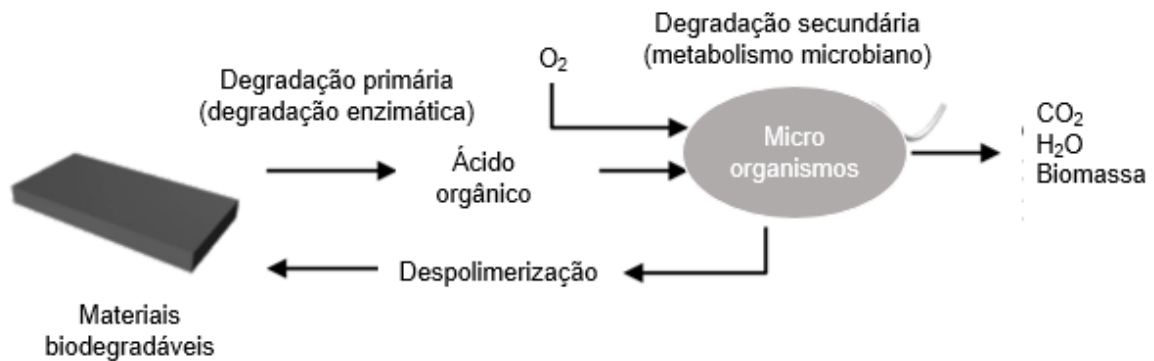 Degradação secundária
(metabolismo microbiano)
O₂
Degradação primária
(degradação enzimática)
Ácido
orgânico
Micro
organismos
CO₂
H₂O
Biomassa
Despolimerização
Materiais
biodegradáveis